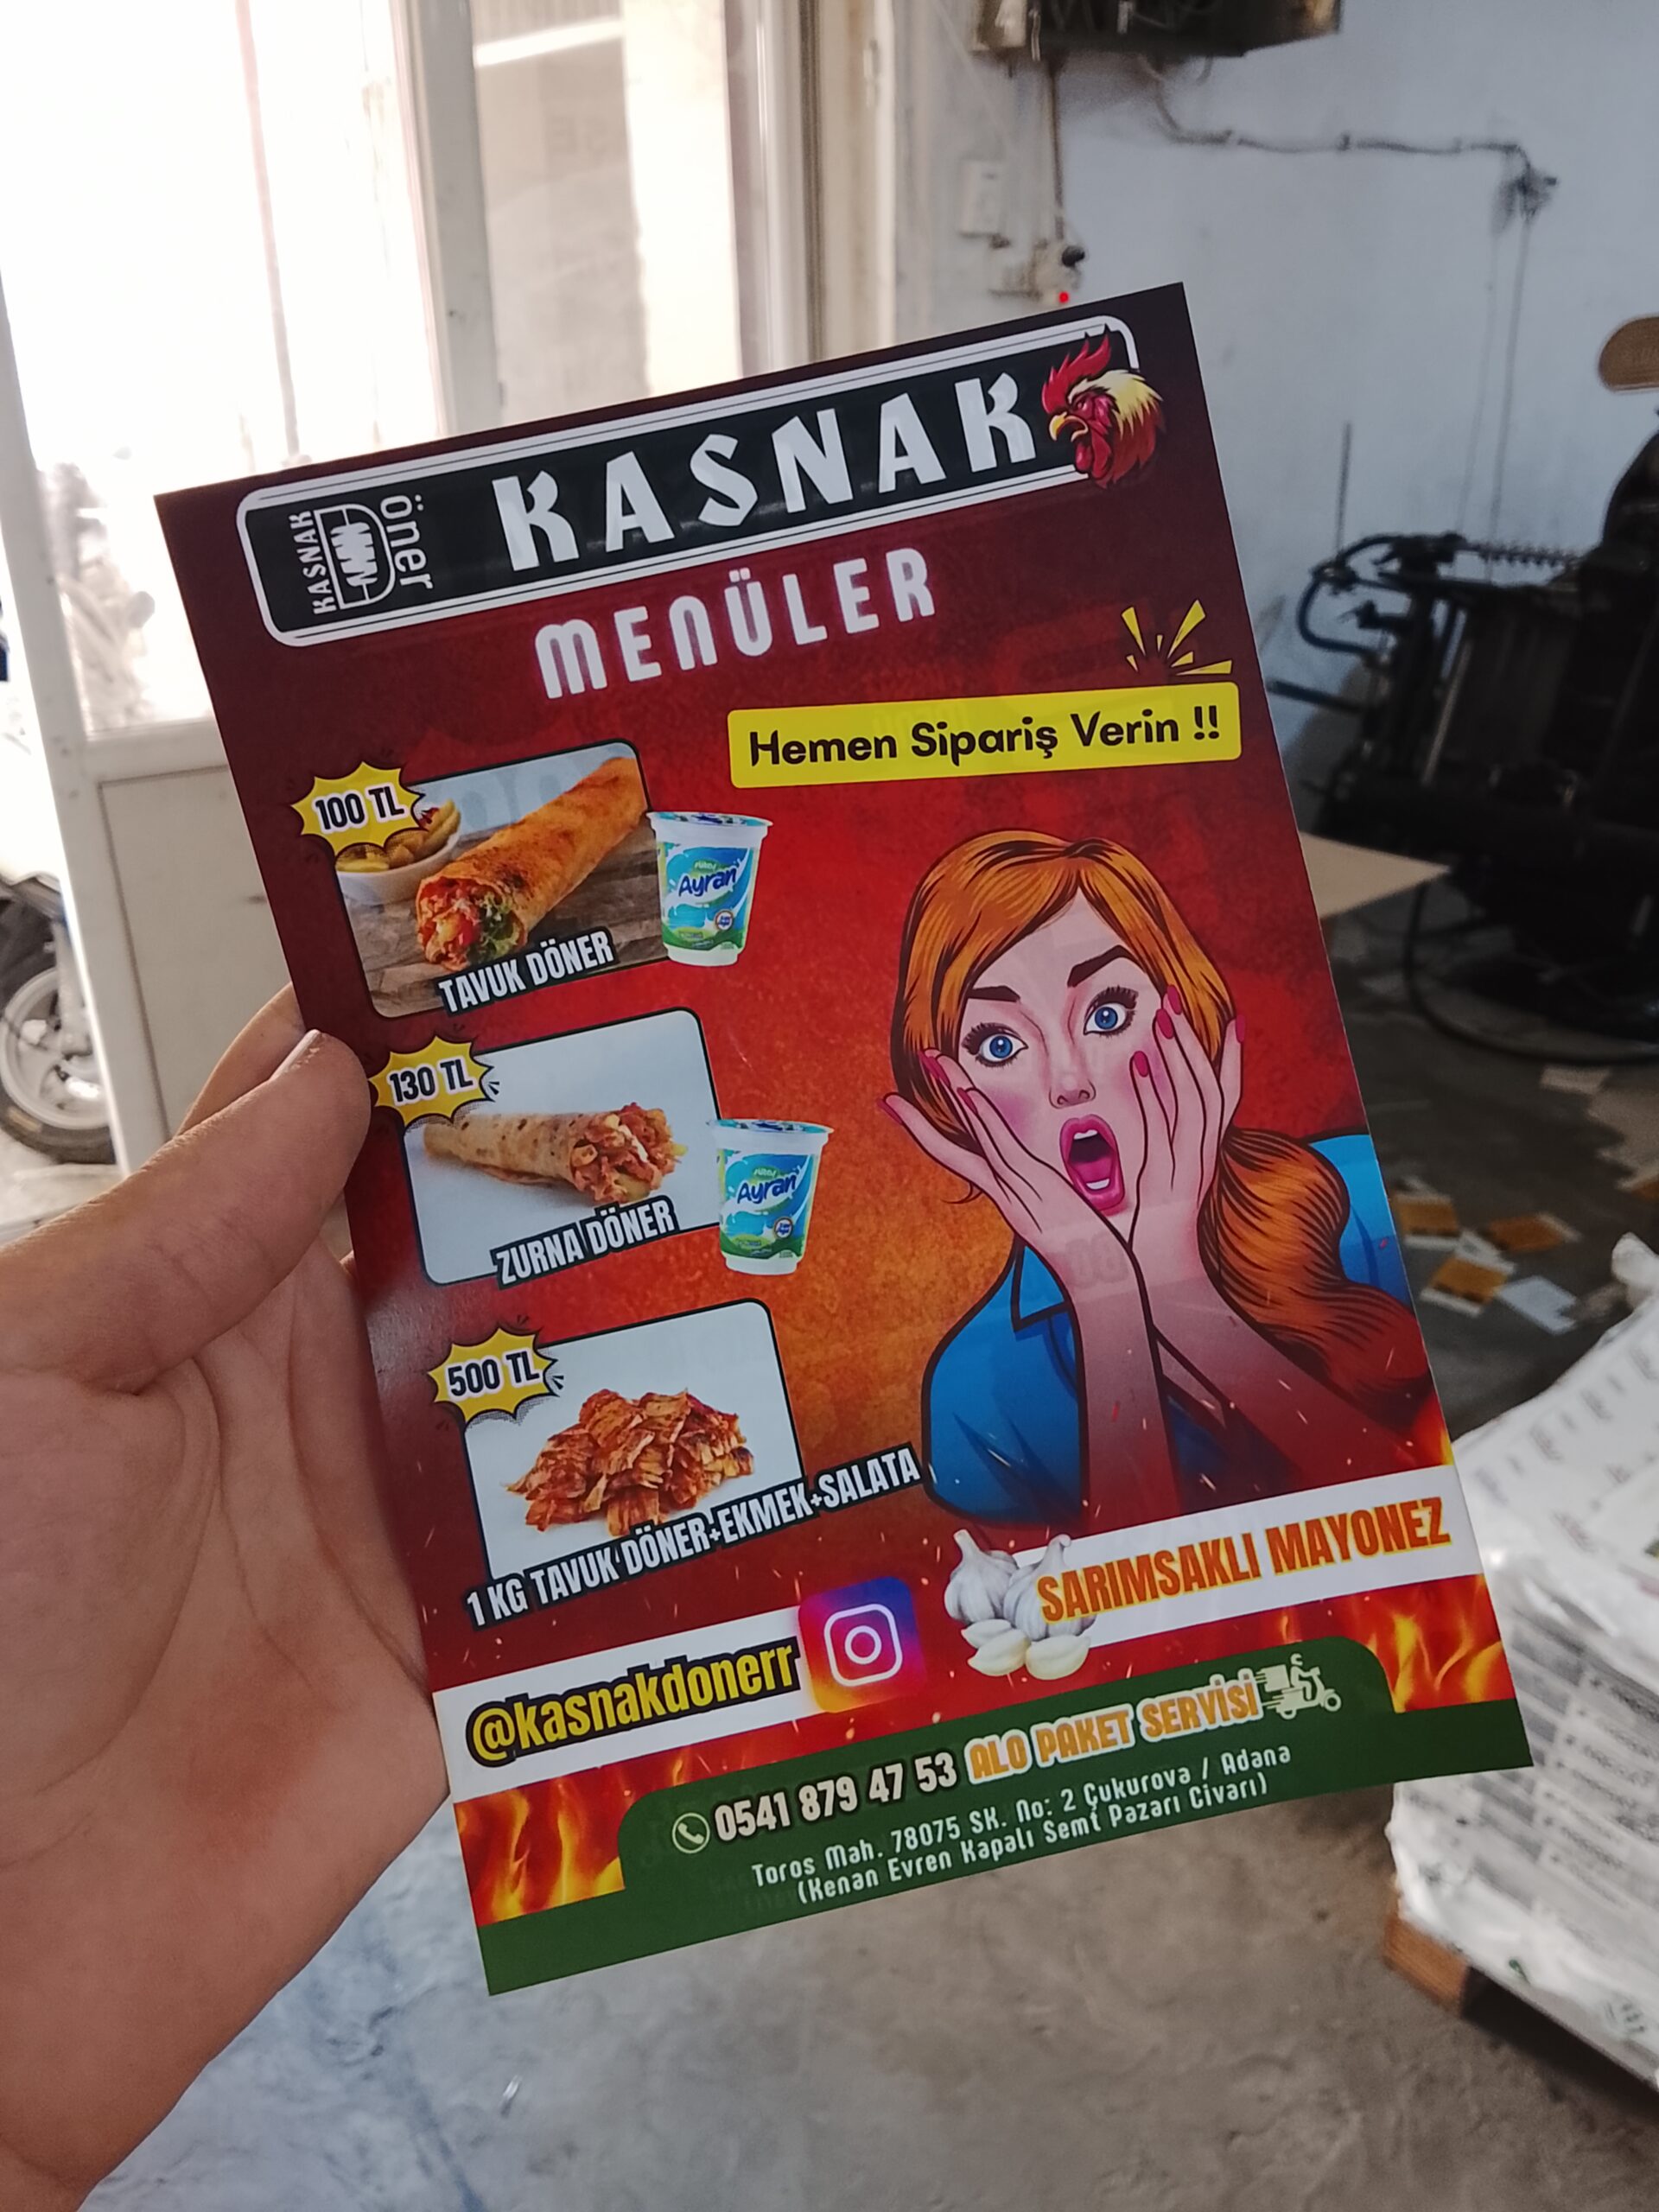 KASNAK
Döner
KASNAK
MENÜLER
Hemen Sipariş Verin !!
100 TL
Ayran
TAVUK DÖNER
130 TL
Ayran
ZURNA DÖNER
500 TL
1 KG TAVUK DÖNER+EKMEK+SALATA
SARIMSAKLI MAYONEZ
@kasnakdonerr
0541 879 47 53 ALO PAKET SERVİSİ
Toros Mah. 78075 SK. No: 2 Çukurova / Adana
(Kenan Evren Kapalı Semt Pazarı Civarı)